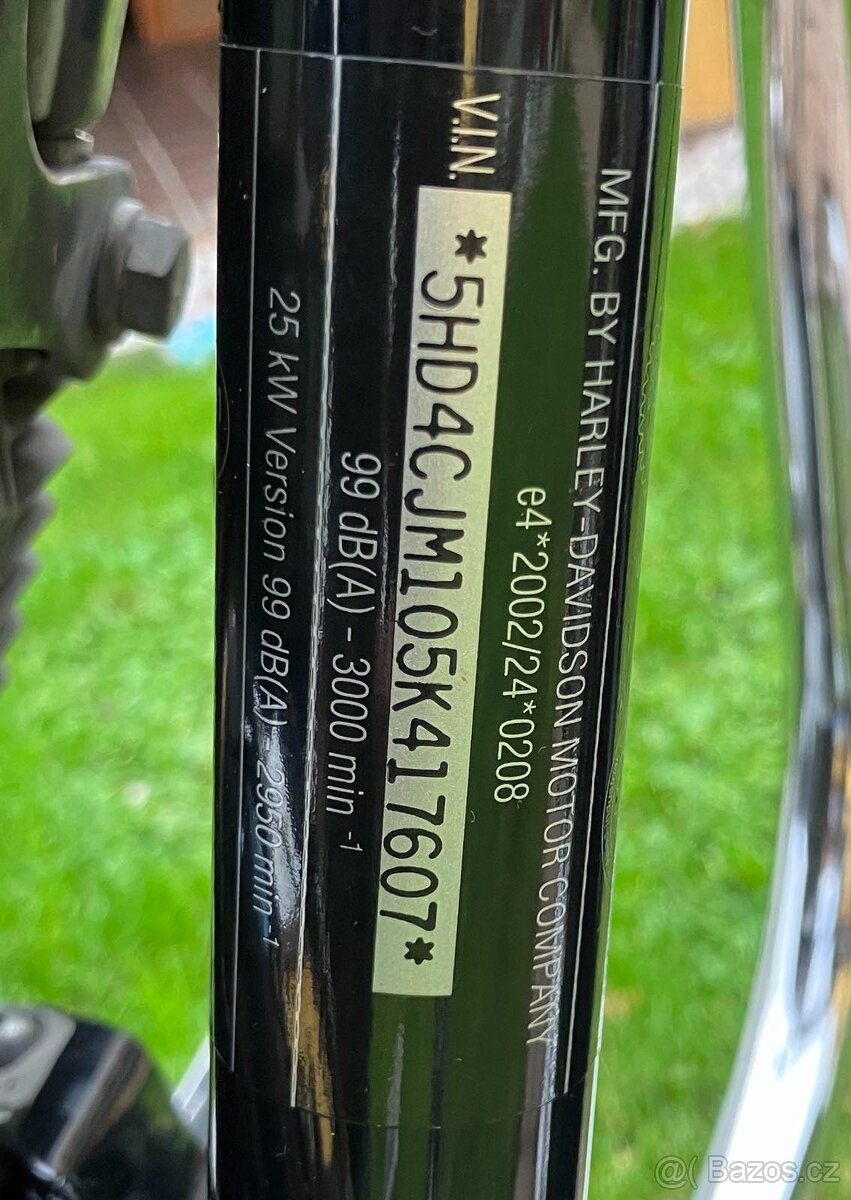 MFG. BY HARLEY-DAVIDSON MOTOR COMPANY
e4*2002/24*0208
V.I.N.
*5HD4CJM105K417607*
99 dB(A) - 3000 min -1
25 kW Version 99 dB(A) - 2950 min -1
@( Bazos.cz